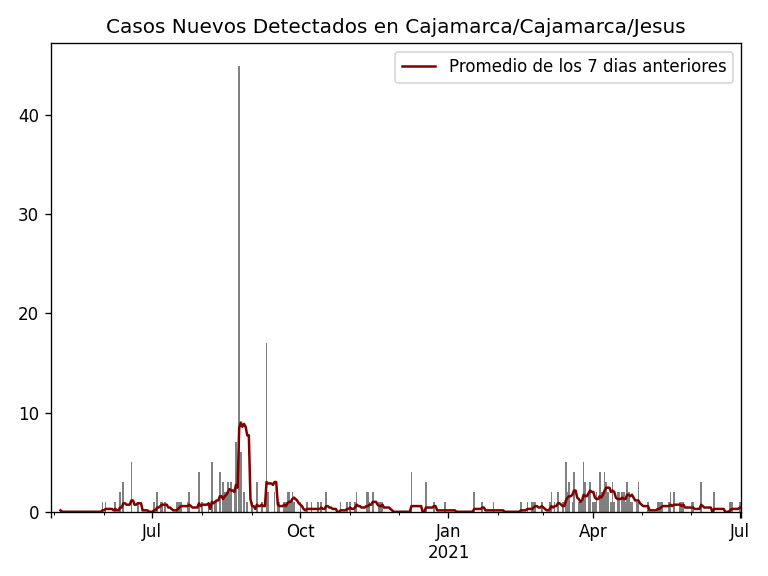 Casos Nuevos Detectados en Cajamarca/Cajamarca/Jesus
Promedio de los 7 dias anteriores
40
30
20
10
0
Jul Oct Jan Apr Jul
2021